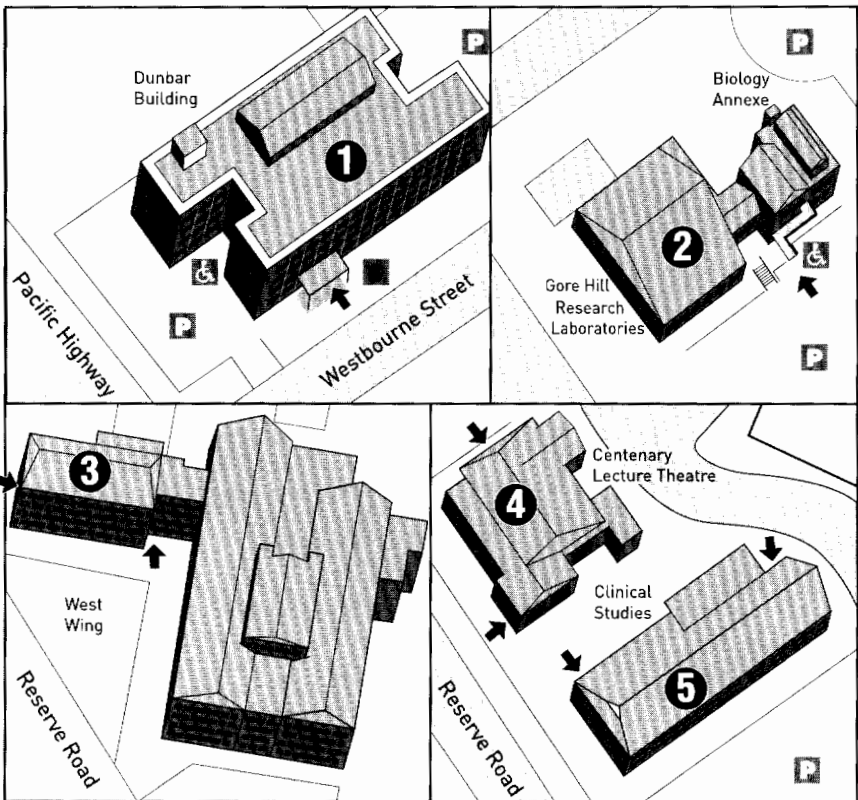 P
Dunbar
Building
1
Pacific Highway
P
Westbourne Street
P
Biology
Annexe
2
Gore Hill
Research
Laboratories
P
3
West
Wing
Reserve Road
4
Centenary
Lecture Theatre
Clinical
Studies
5
Reserve Road
P